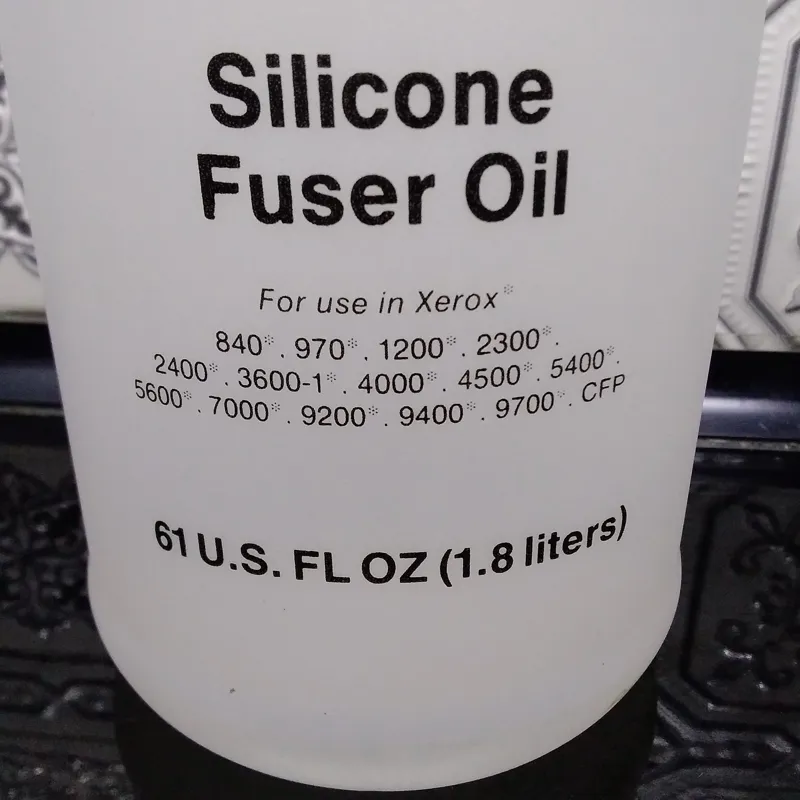 Silicone
Fuser Oil
For use in Xerox®
840®. 970®. 1200®. 2300®.
2400®. 3600-1®. 4000®. 4500®. 5400®.
5600®. 7000®. 9200®. 9400®. 9700®. CFP
61 U.S. FL OZ (1.8 liters)